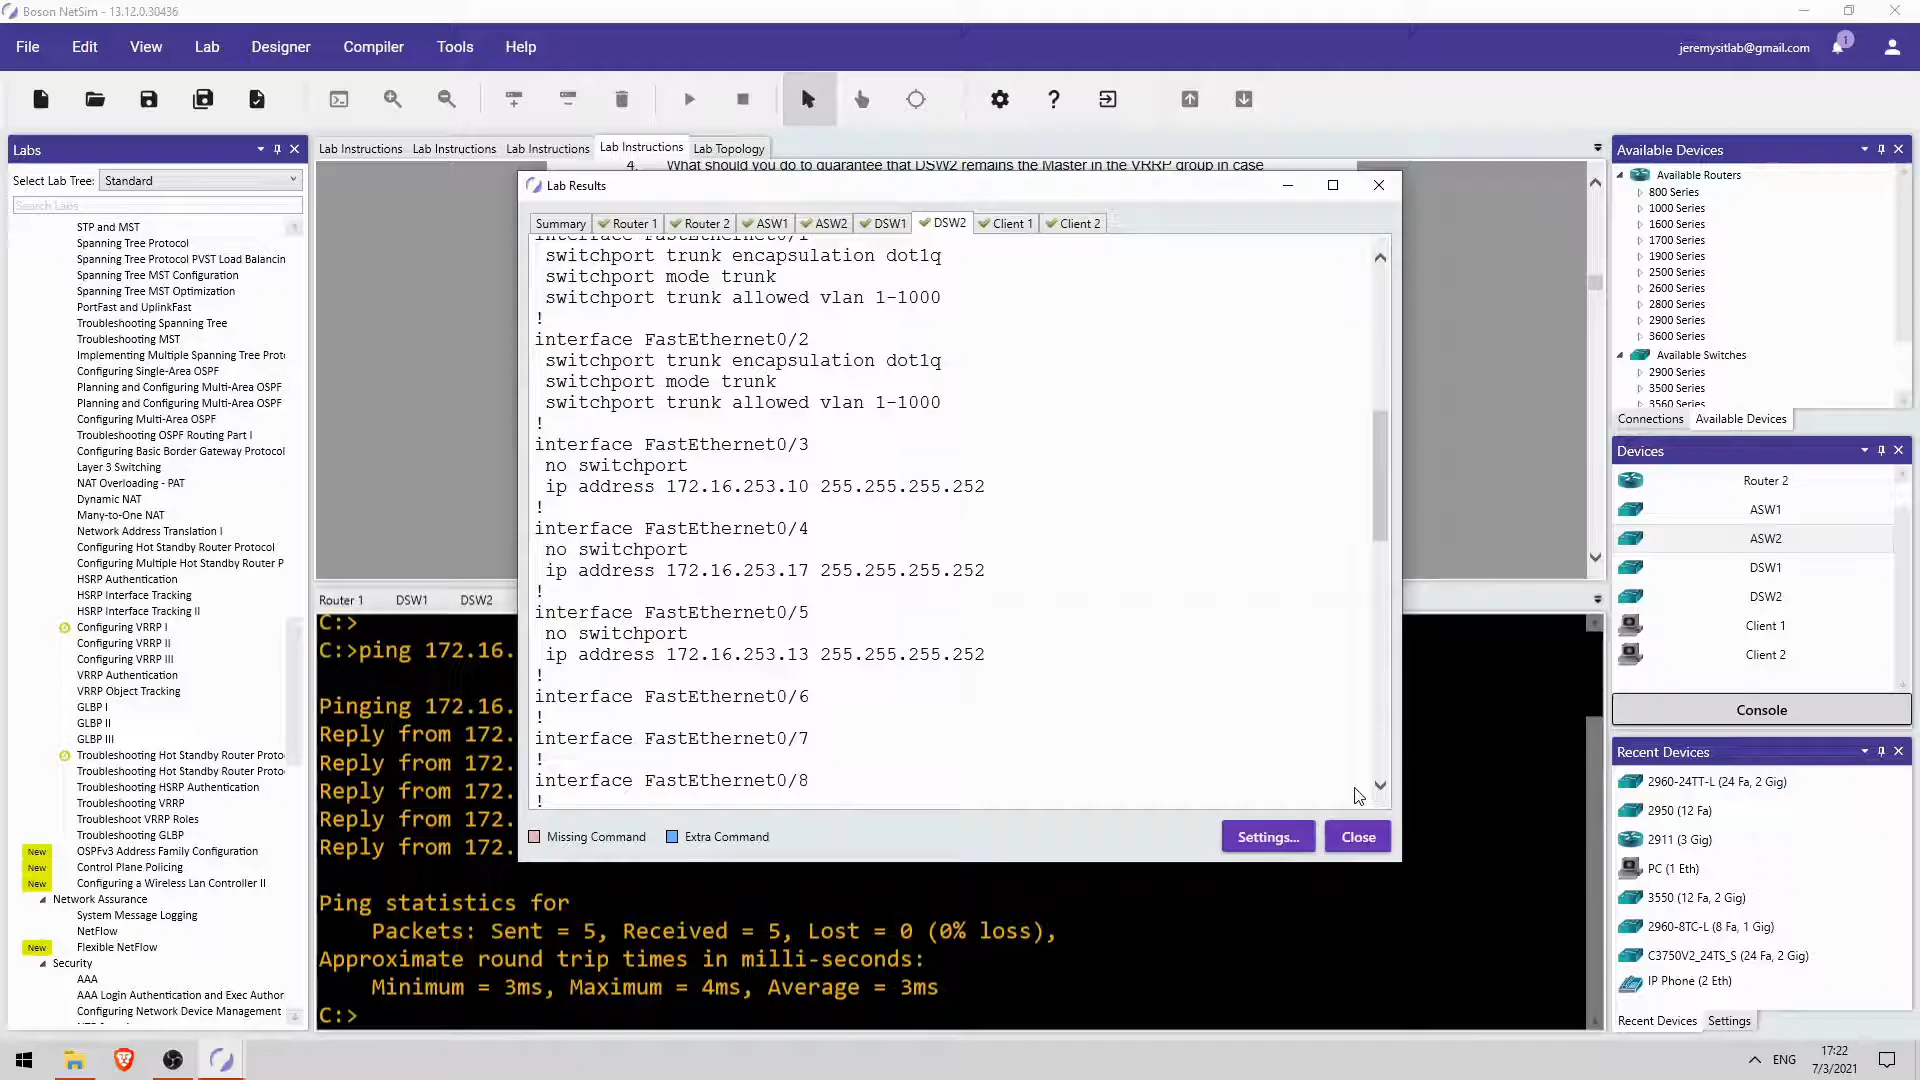 Boson NetSim - 13.12.0.30436
File Edit View Lab Designer Compiler Tools Help
jeremysitlab@gmail.com
1
Labs
Select Lab Tree: Standard
Search Labs
STP and MST
Spanning Tree Protocol
Spanning Tree Protocol PVST Load Balancin
Spanning Tree MST Configuration
Spanning Tree MST Optimization
PortFast and UplinkFast
Troubleshooting Spanning Tree
Troubleshooting MST
Implementing Multiple Spanning Tree Prot
Configuring Single-Area OSPF
Planning and Configuring Multi-Area OSPF
Planning and Configuring Multi-Area OSPF
Configuring Multi-Area OSPF
Troubleshooting OSPF Routing Part I
Configuring Basic Border Gateway Protocol
Layer 3 Switching
NAT Overloading - PAT
Dynamic NAT
Many-to-One NAT
Network Address Translation I
Configuring Hot Standby Router Protocol
Configuring Multiple Hot Standby Router P
HSRP Authentication
HSRP Interface Tracking
HSRP Interface Tracking II
Configuring VRRP I
Configuring VRRP II
Configuring VRRP III
VRRP Authentication
VRRP Object Tracking
GLBP I
GLBP II
GLBP III
Troubleshooting Hot Standby Router Proto
Troubleshooting Hot Standby Router Proto
Troubleshooting HSRP Authentication
Troubleshooting VRRP
Troubleshoot VRRP Roles
Troubleshooting GLBP
New OSPFv3 Address Family Configuration
New Control Plane Policing
New Configuring a Wireless Lan Controller II
Network Assurance
System Message Logging
NetFlow
New Flexible NetFlow
Security
AAA
AAA Login Authentication and Exec Author
Configuring Network Device Management
Lab Instructions Lab Instructions Lab Instructions Lab Instructions Lab Topology
4. What should you do to guarantee that DSW2 remains the Master in the VRRP group in case
Lab Results
Summary Router 1 Router 2 ASW1 ASW2 DSW1 DSW2 Client 1 Client 2
interface FastEthernet0/1
switchport trunk encapsulation dot1q
switchport mode trunk
switchport trunk allowed vlan 1-1000
!
interface FastEthernet0/2
switchport trunk encapsulation dot1q
switchport mode trunk
switchport trunk allowed vlan 1-1000
!
interface FastEthernet0/3
no switchport
ip address 172.16.253.10 255.255.255.252
!
interface FastEthernet0/4
no switchport
ip address 172.16.253.17 255.255.255.252
!
interface FastEthernet0/5
no switchport
ip address 172.16.253.13 255.255.255.252
!
interface FastEthernet0/6
!
interface FastEthernet0/7
!
interface FastEthernet0/8
!
Missing Command Extra Command Settings... Close
Router 1 DSW1 DSW2
C:>
C:>ping 172.16.
Pinging 172.16.
Reply from 172.
Reply from 172.
Reply from 172.
Reply from 172.
Reply from 172.
Ping statistics for
Packets: Sent = 5, Received = 5, Lost = 0 (0% loss),
Approximate round trip times in milli-seconds:
Minimum = 3ms, Maximum = 4ms, Average = 3ms
C:>
Available Devices
Available Routers
800 Series
1000 Series
1600 Series
1700 Series
1900 Series
2500 Series
2600 Series
2800 Series
2900 Series
3600 Series
Available Switches
2900 Series
3500 Series
3560 Series
Connections Available Devices
Devices
Router 2
ASW1
ASW2
DSW1
DSW2
Client 1
Client 2
Console
Recent Devices
2960-24TT-L (24 Fa, 2 Gig)
2950 (12 Fa)
2911 (3 Gig)
PC (1 Eth)
3550 (12 Fa, 2 Gig)
2960-8TC-L (8 Fa, 1 Gig)
C3750V2_24TS_S (24 Fa, 2 Gig)
IP Phone (2 Eth)
Recent Devices Settings
ENG
17:22
7/3/2021